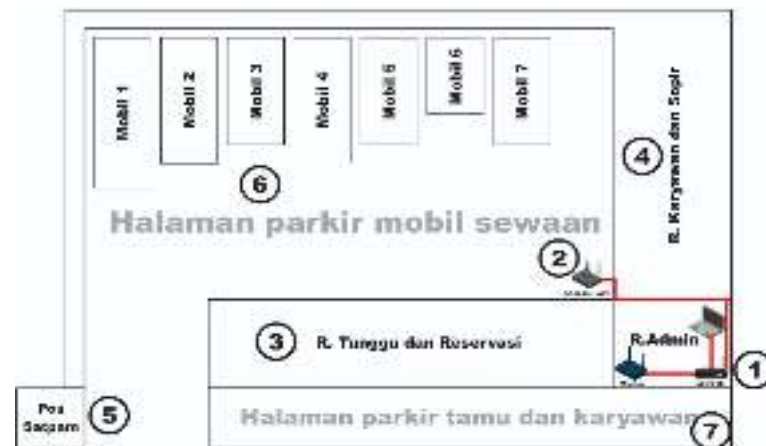 Mobil 1
Mobil 2
Mobil 3
Mobil 4
Mobil 5
Mobil 6
Mobil 7
4
R. Karyawan dan Sopir
6
Halaman parkir mobil sewaan
2
3
R. Tunggu dan Reservasi
R.Admin
1
Pos
Satpam
5
Halaman parkir tamu dan karyawan
7